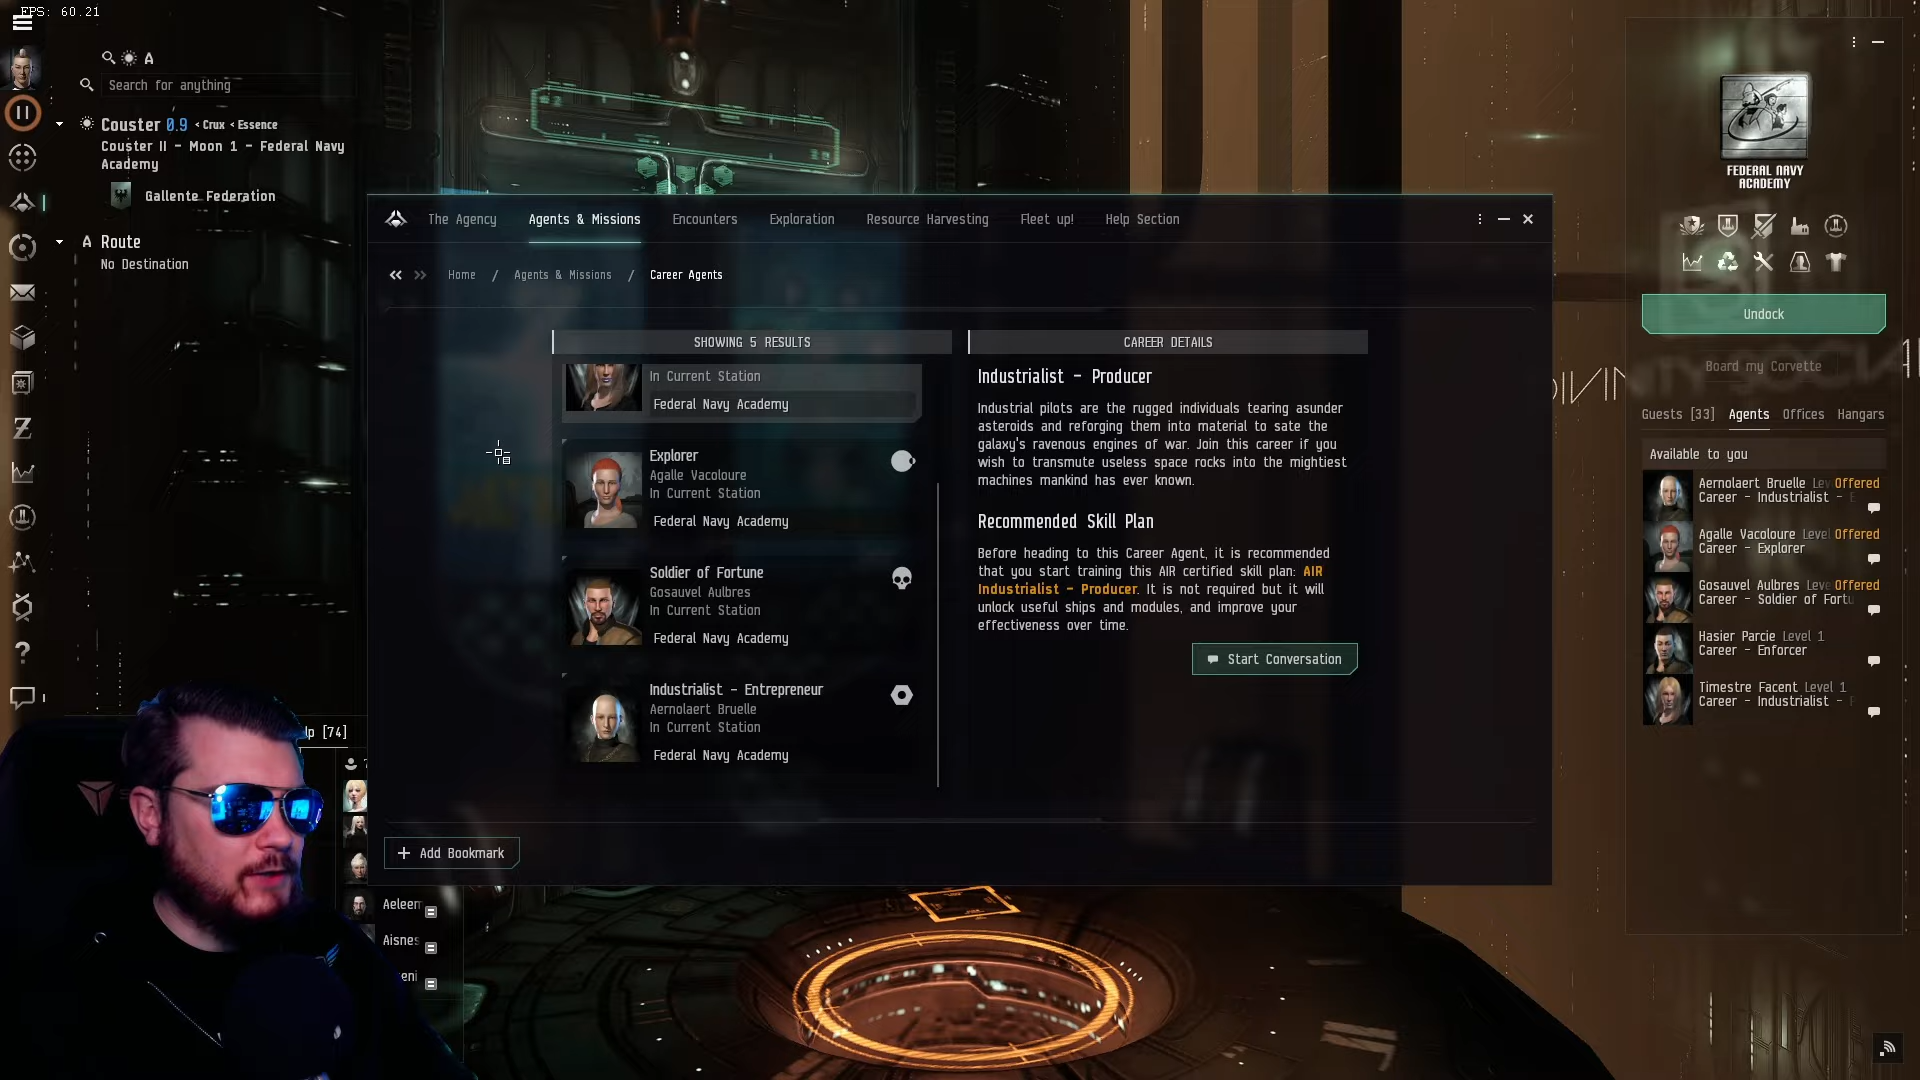 FPS: 60.21
A
Search for anything
Couster 0.9 < Crux < Essence
Couster II - Moon 1 - Federal Navy
Academy
Gallente Federation
A Route
No Destination
The Agency
Agents & Missions
Encounters
Exploration
Resource Harvesting
Fleet up!
Help Section
Home / Agents & Missions / Career Agents
SHOWING 5 RESULTS
In Current Station
Federal Navy Academy
Explorer
Agalle Vacoloure
In Current Station
Federal Navy Academy
Soldier of Fortune
Gosauvel Aulbres
In Current Station
Federal Navy Academy
Industrialist - Entrepreneur
Aernolaert Bruelle
In Current Station
Federal Navy Academy
CAREER DETAILS
Industrialist - Producer
Industrial pilots are the rugged individuals tearing asunder
asteroids and reforging them into material to sate the
galaxy's ravenous engines of war. Join this career if you
wish to transmute useless space rocks into the mightiest
machines mankind has ever known.
Recommended Skill Plan
Before heading to this Career Agent, it is recommended
that you start training this AIR certified skill plan: AIR
Industrialist - Producer. It is not required but it will
unlock useful ships and modules, and improve your
effectiveness over time.
Start Conversation
+ Add Bookmark
lp [74]
Aeleen
Aisnes
eni
FEDERAL NAVY
ACADEMY
Undock
Board my Corvette
Guests [33]
Agents
Offices
Hangars
Available to you
Aernolaert Bruelle Lev Offered
Career - Industrialist - E
Agalle Vacoloure Level Offered
Career - Explorer
Gosauvel Aulbres Leve Offered
Career - Soldier of Fortu
Hasier Parcie Level 1
Career - Enforcer
Timestre Facent Level 1
Career - Industrialist -